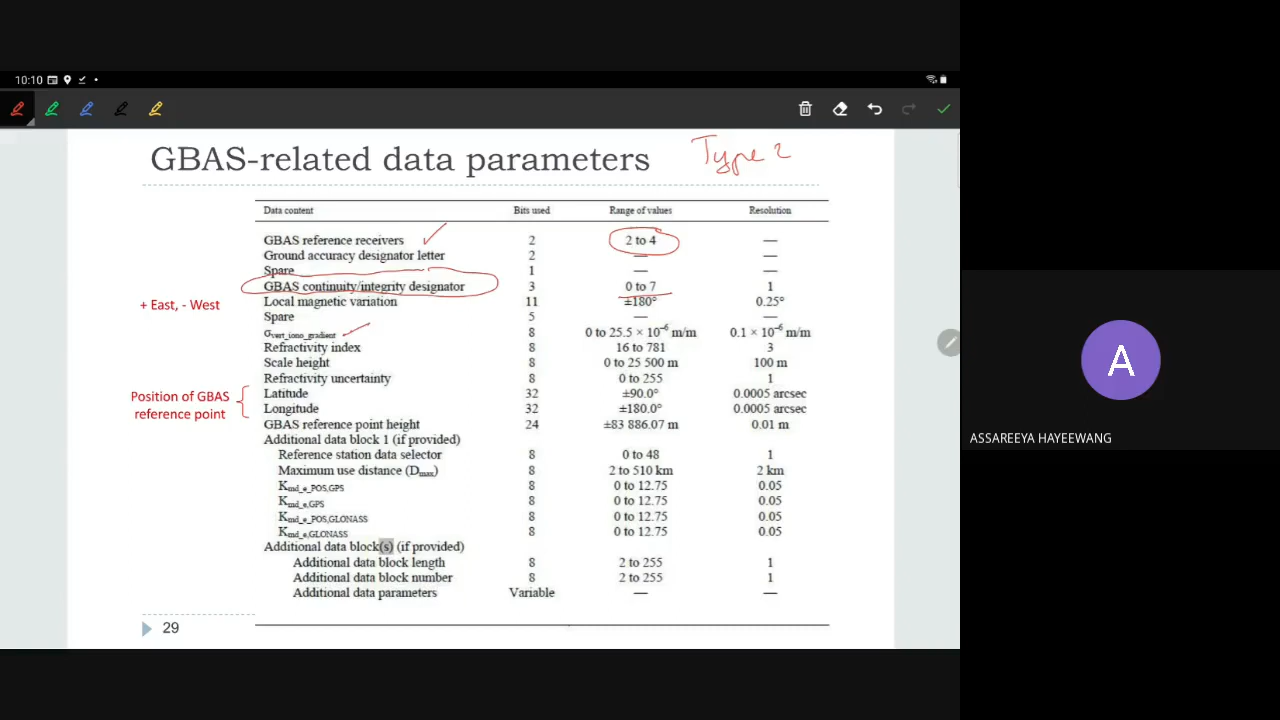 10:10
GBAS-related data parameters
Type 2
Data content Bits used Range of values Resolution
GBAS reference receivers 2 2 to 4 —
Ground accuracy designator letter 2 — —
Spare 1 — —
GBAS continuity/integrity designator 3 0 to 7 1
+ East, - West
Local magnetic variation 11 ±180° 0.25°
Spare 5 — —
σvert_iono_gradient 8 0 to 25.5 × 10⁻⁶ m/m 0.1 × 10⁻⁶ m/m
Refractivity index 8 16 to 781 3
Scale height 8 0 to 25 500 m 100 m
Refractivity uncertainty 8 0 to 255 1
Position of GBAS
reference point
Latitude 32 ±90.0° 0.0005 arcsec
Longitude 32 ±180.0° 0.0005 arcsec
GBAS reference point height 24 ±83 886.07 m 0.01 m
Additional data block 1 (if provided)
Reference station data selector 8 0 to 48 1
Maximum use distance (Dmax) 8 2 to 510 km 2 km
Kmd_e_POS,GPS 8 0 to 12.75 0.05
Kmd_e,GPS 8 0 to 12.75 0.05
Kmd_e_POS,GLONASS 8 0 to 12.75 0.05
Kmd_e,GLONASS 8 0 to 12.75 0.05
Additional data block(s) (if provided)
Additional data block length 8 2 to 255 1
Additional data block number 8 2 to 255 1
Additional data parameters Variable — —
29
A
ASSAREEYA HAYEEWANG